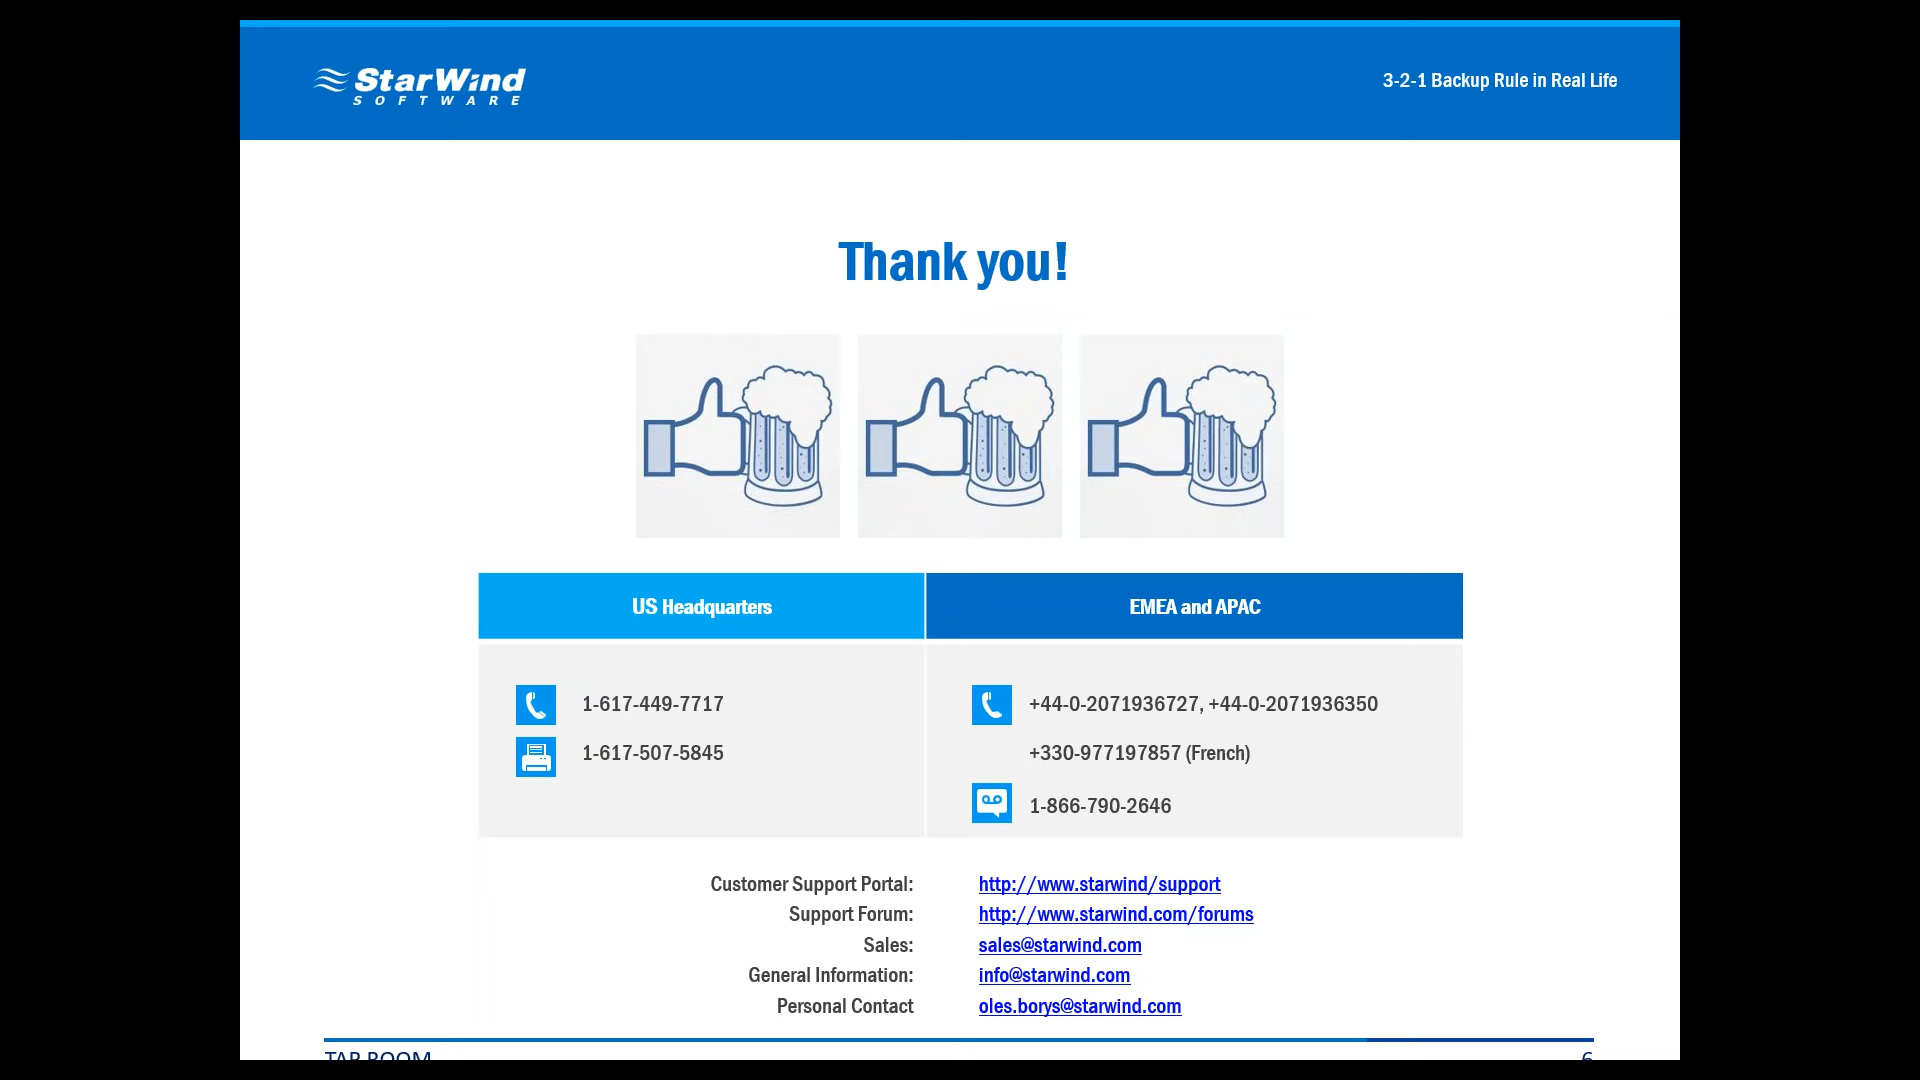 StarWind
SOFTWARE
3-2-1 Backup Rule in Real Life
Thank you!
US Headquarters
EMEA and APAC
1-617-449-7717
+44-0-2071936727, +44-0-2071936350
1-617-507-5845
+330-977197857 (French)
1-866-790-2646
Customer Support Portal: http://www.starwind/support
Support Forum: http://www.starwind.com/forums
Sales: sales@starwind.com
General Information: info@starwind.com
Personal Contact oles.borys@starwind.com
TAP ROOM
6